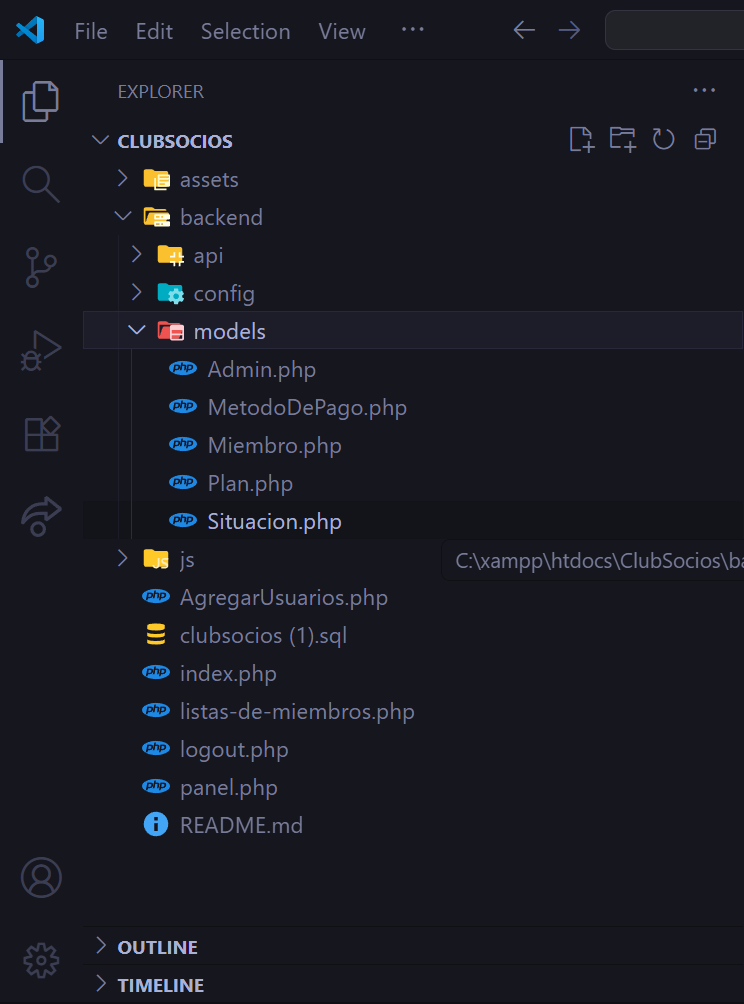 File Edit Selection View ···
EXPLORER ···
CLUBSOCIOS
assets
backend
api
config
models
php Admin.php
php MetodoDePago.php
php Miembro.php
php Plan.php
php Situacion.php
JS js
C:\xampp\htdocs\ClubSocios\ba
php AgregarUsuarios.php
clubsocios (1).sql
php index.php
php listas-de-miembros.php
php logout.php
php panel.php
README.md
OUTLINE
TIMELINE